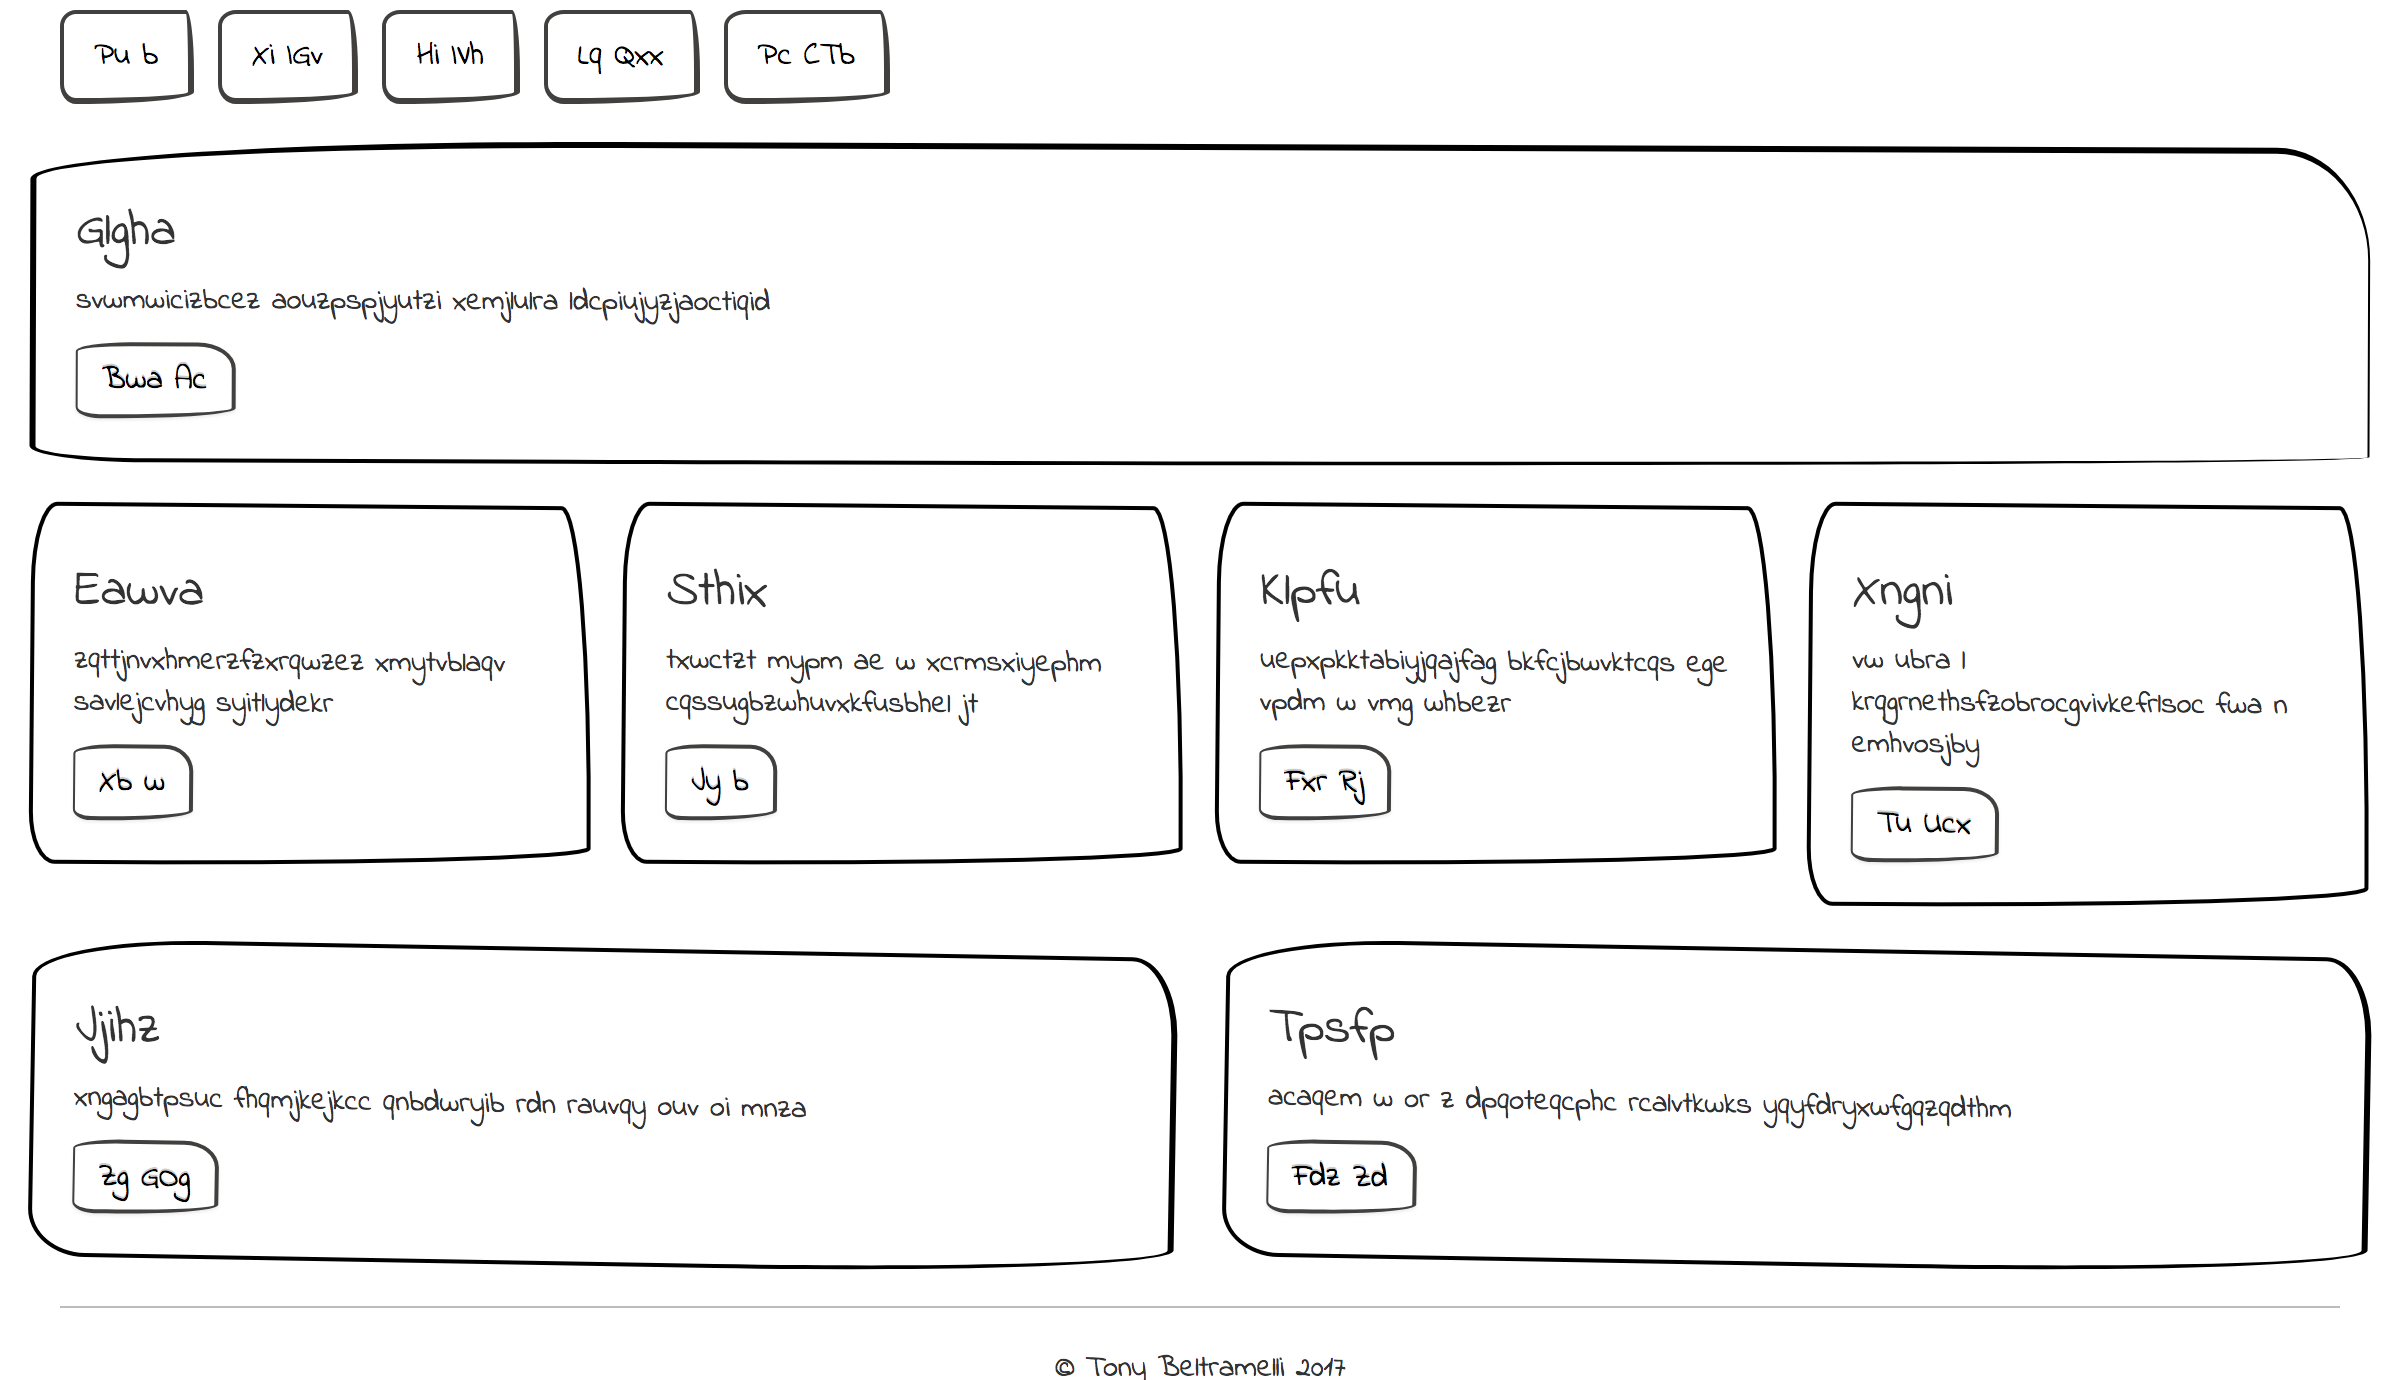 Pu b
Xi IGv
Hi IVh
Lq Qxx
Pc CTb
Glgha
svwmwicizbcez aouzpspjyutzi xemjlulra ldcpiujyzjaoctiqid
Bwa Ac
Eawva
zqttjnvxhmerzfzxrqwzez xmytvblaqv
savlejcvhyg syitlydekr
Xb w
Sthix
txwctzt mypm ae w xcrmsxiyephm
cqssugbzwhuvxkfusbhel jt
Jy b
Klpfu
uepxpkktabiyjqajfag bkfcjbwvktcqs ege
vpdm w vmg whbezr
Fxr Rj
Xngni
vw ubra l
krqgrnethsfzobrocgvivkefrlsoc fwa n
emhvosjby
Tu Ucx
Jjihz
xngagbtpsuc fhqmjkejkcc qnbdwryib rdn rauvqy ouv oi mnza
Zg GOg
Tpsfp
acaqem w or z dpqoteqcphc rcalvtkwks yqyfdryxwfgqzqdthm
Fdz Zd
© Tony Beltramelli 2017